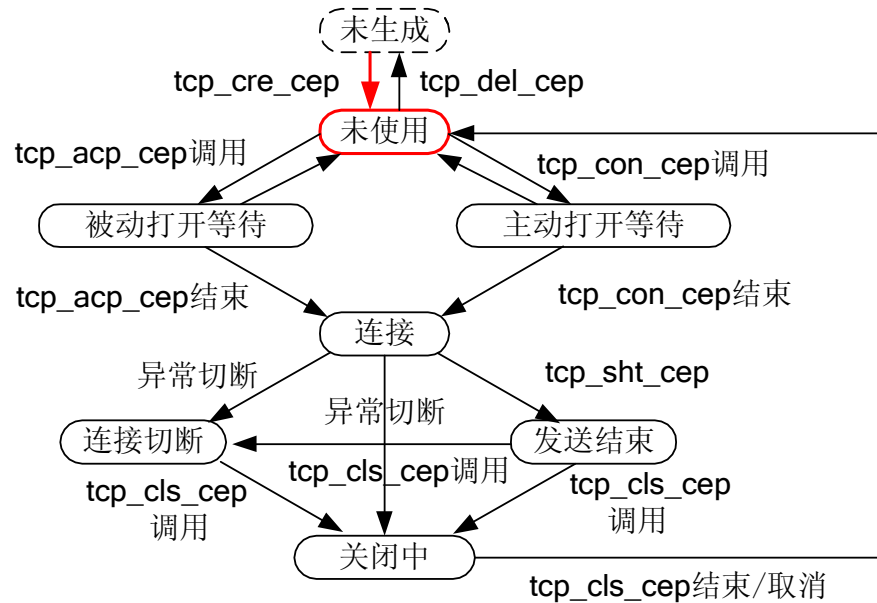 未生成
tcp_cre_cep
tcp_del_cep
未使用
tcp_acp_cep调用
tcp_con_cep调用
被动打开等待
主动打开等待
tcp_acp_cep结束
tcp_con_cep结束
连接
异常切断
tcp_sht_cep
异常切断
连接切断
发送结束
tcp_cls_cep调用
tcp_cls_cep
调用
tcp_cls_cep
调用
关闭中
tcp_cls_cep结束/取消